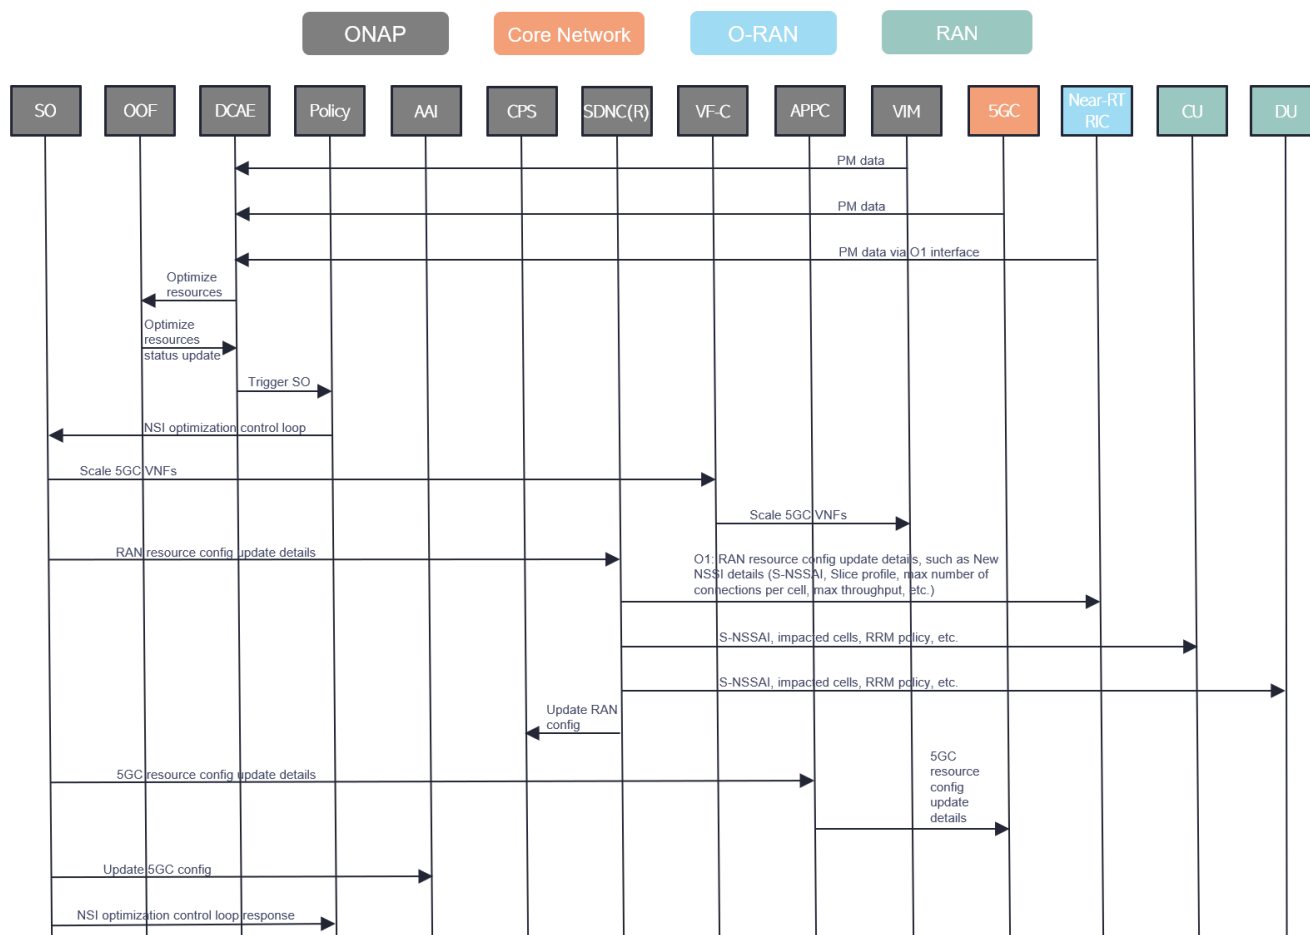 ONAP
Core Network
O-RAN
RAN
SO
OOF
DCAE
Policy
AAI
CPS
SDNC(R)
VF-C
APPC
VIM
5GC
Near-RT
RIC
CU
DU
PM data
PM data
PM data via O1 interface
Optimize
resources
Optimize
resources
status update
Trigger SO
NSI optimization control loop
Scale 5GC VNFs
Scale 5GC VNFs
RAN resource config update details
O1: RAN resource config update details, such as New
NSSI details (S-NSSAI, Slice profile, max number of
connections per cell, max throughput, etc.)
S-NSSAI, impacted cells, RRM policy, etc.
S-NSSAI, impacted cells, RRM policy, etc.
Update RAN
config
5GC resource config update details
5GC
resource
config
update
details
Update 5GC config
NSI optimization control loop response